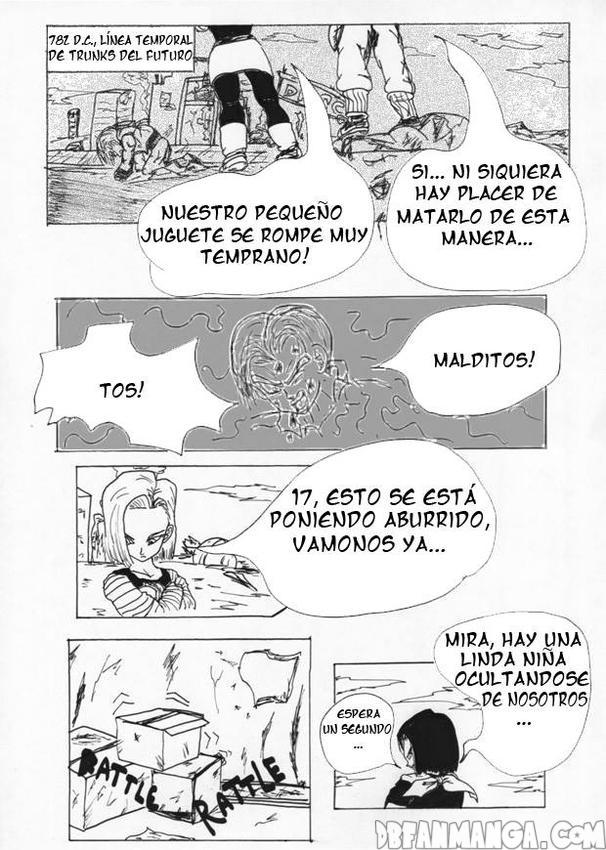 782 D.C., LÍNEA TEMPORAL
DE TRUNKS DEL FUTURO
NUESTRO PEQUEÑO
JUGUETE SE ROMPE MUY
TEMPRANO!
SI... NI SIQUIERA
HAY PLACER DE
MATARLO DE ESTA
MANERA...
TOS!
MALDITOS!
17, ESTO SE ESTÁ
PONIENDO ABURRIDO,
VAMONOS YA...
RATTLE
RATTLE
ESPERA
UN SEGUNDO
...
MIRA, HAY UNA
LINDA NIÑA
OCULTANDOSE
DE NOSOTROS
...
DBFANMANGA.COM